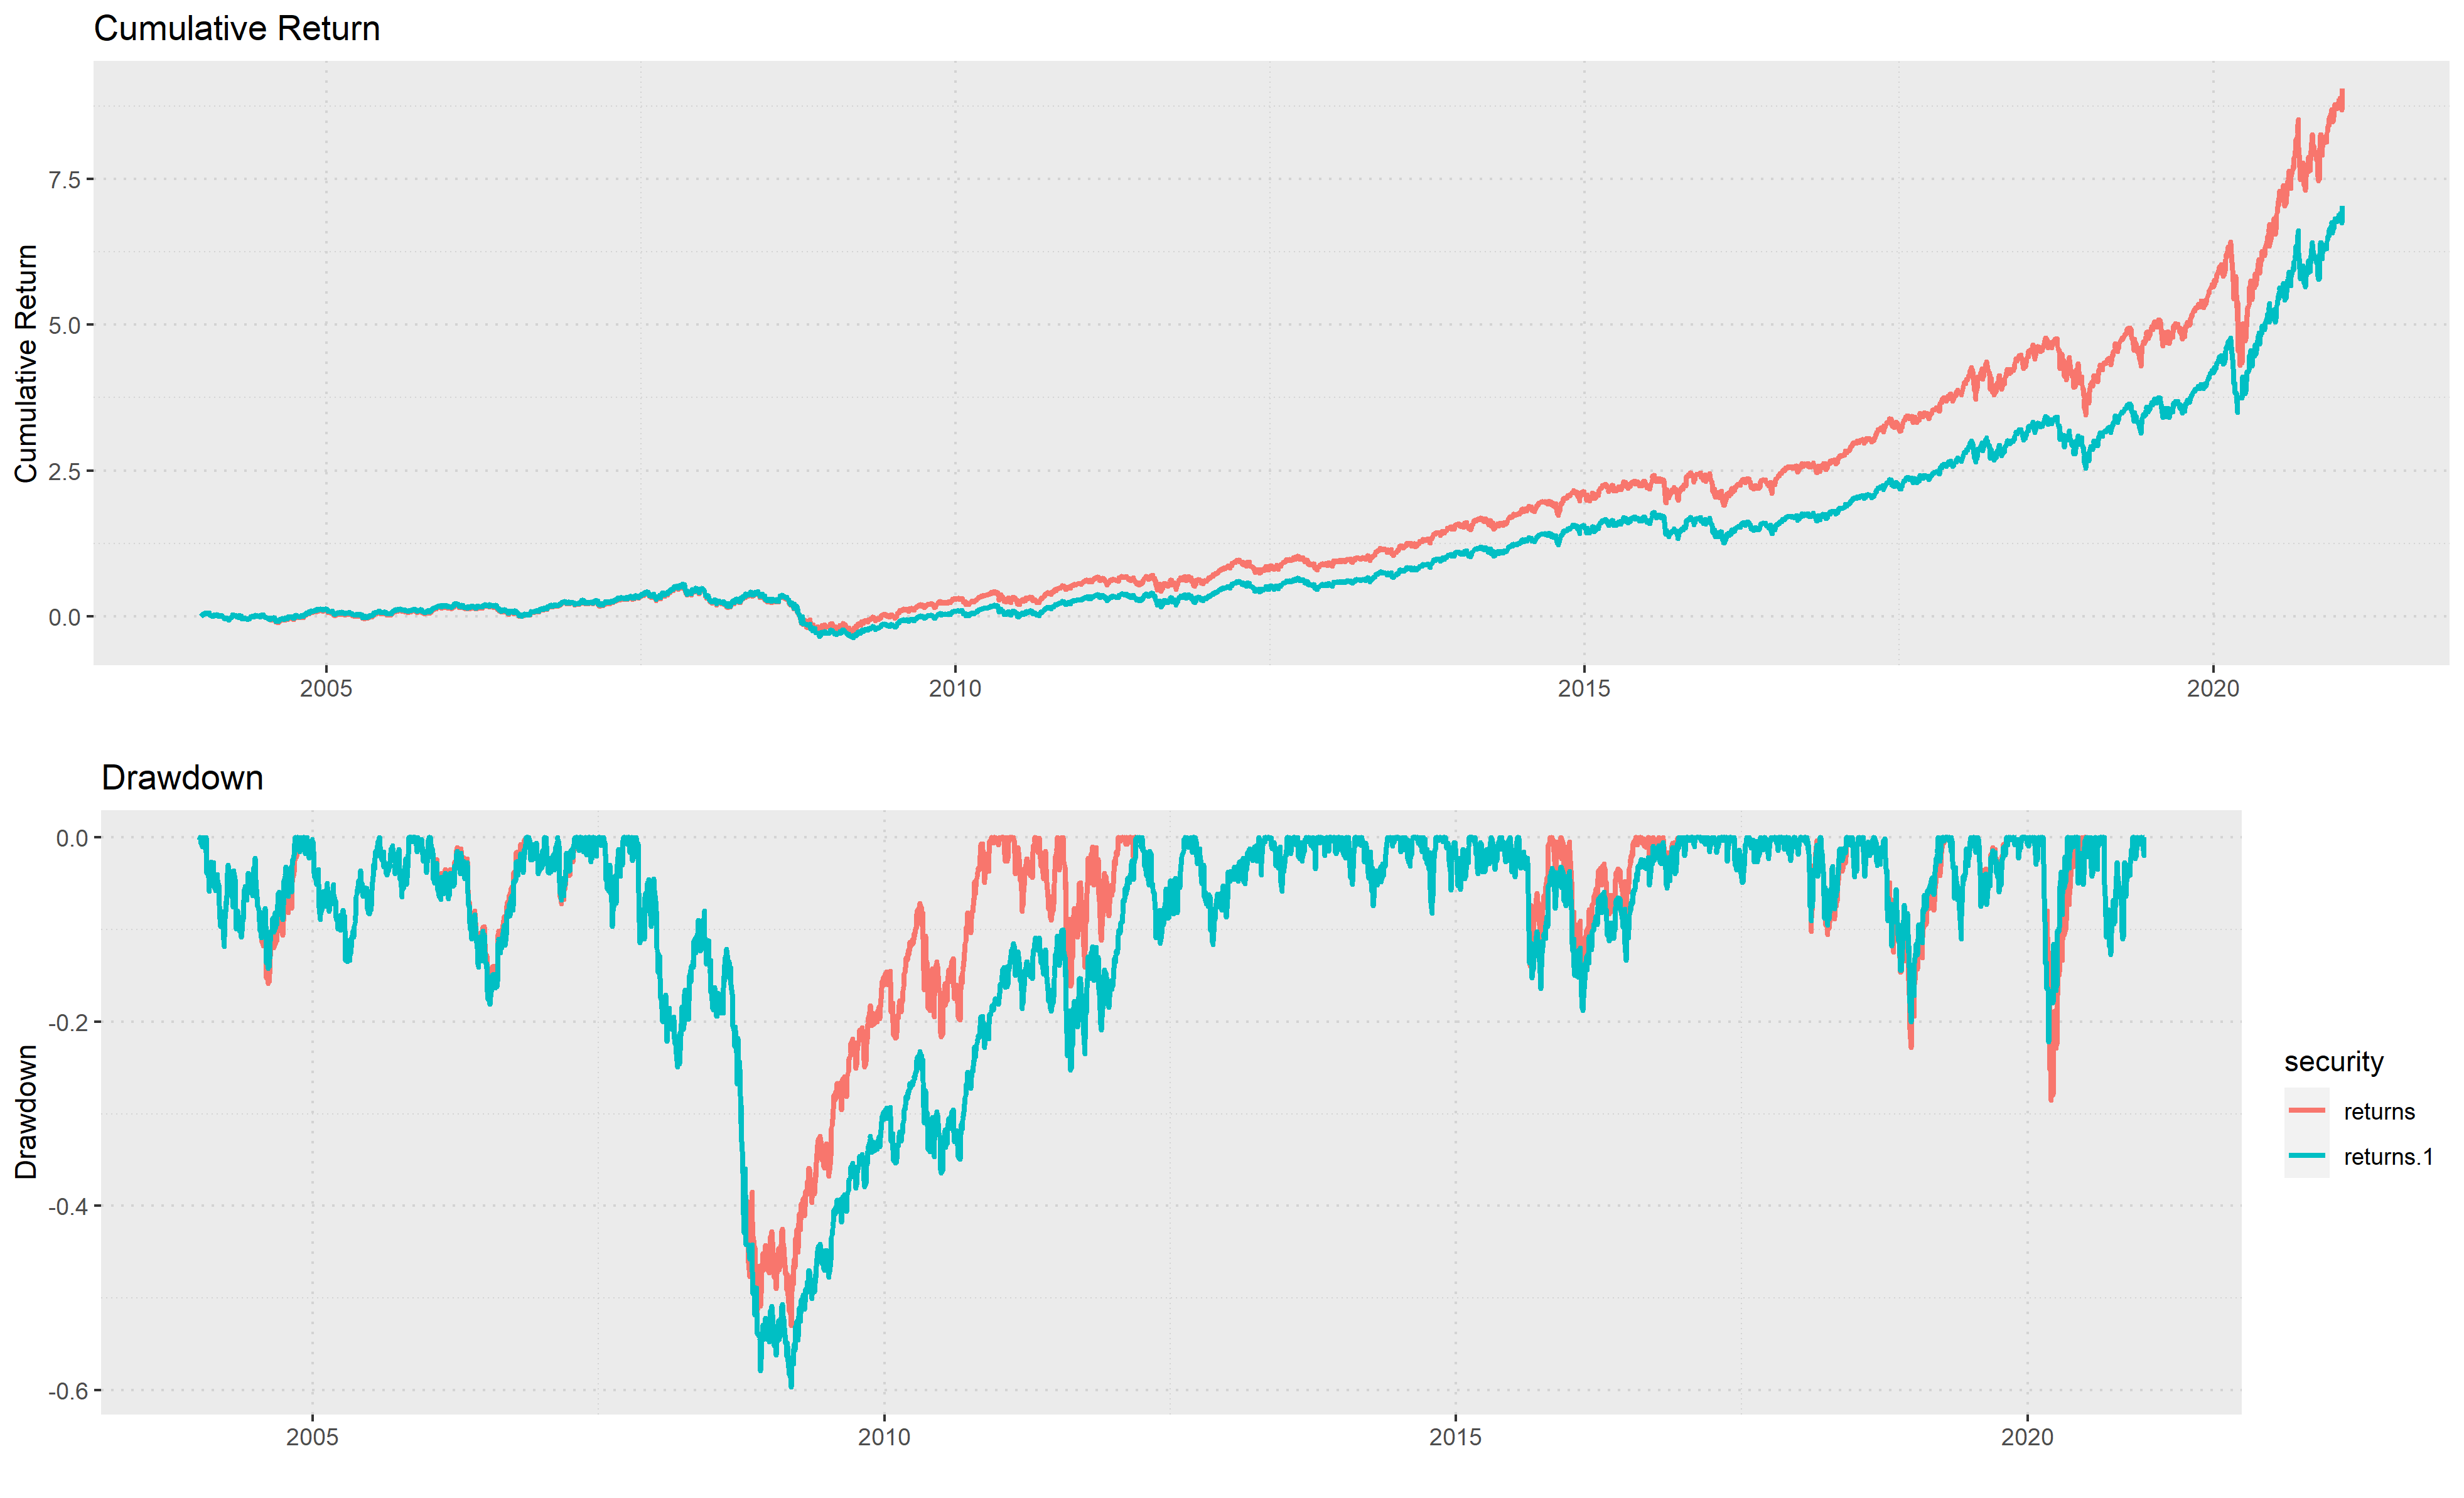 Cumulative Return
Cumulative Return
7.5
5.0
2.5
0.0
2005 2010 2015 2020
Drawdown
Drawdown
0.0
-0.2
-0.4
-0.6
2005 2010 2015 2020
security
returns
returns.1